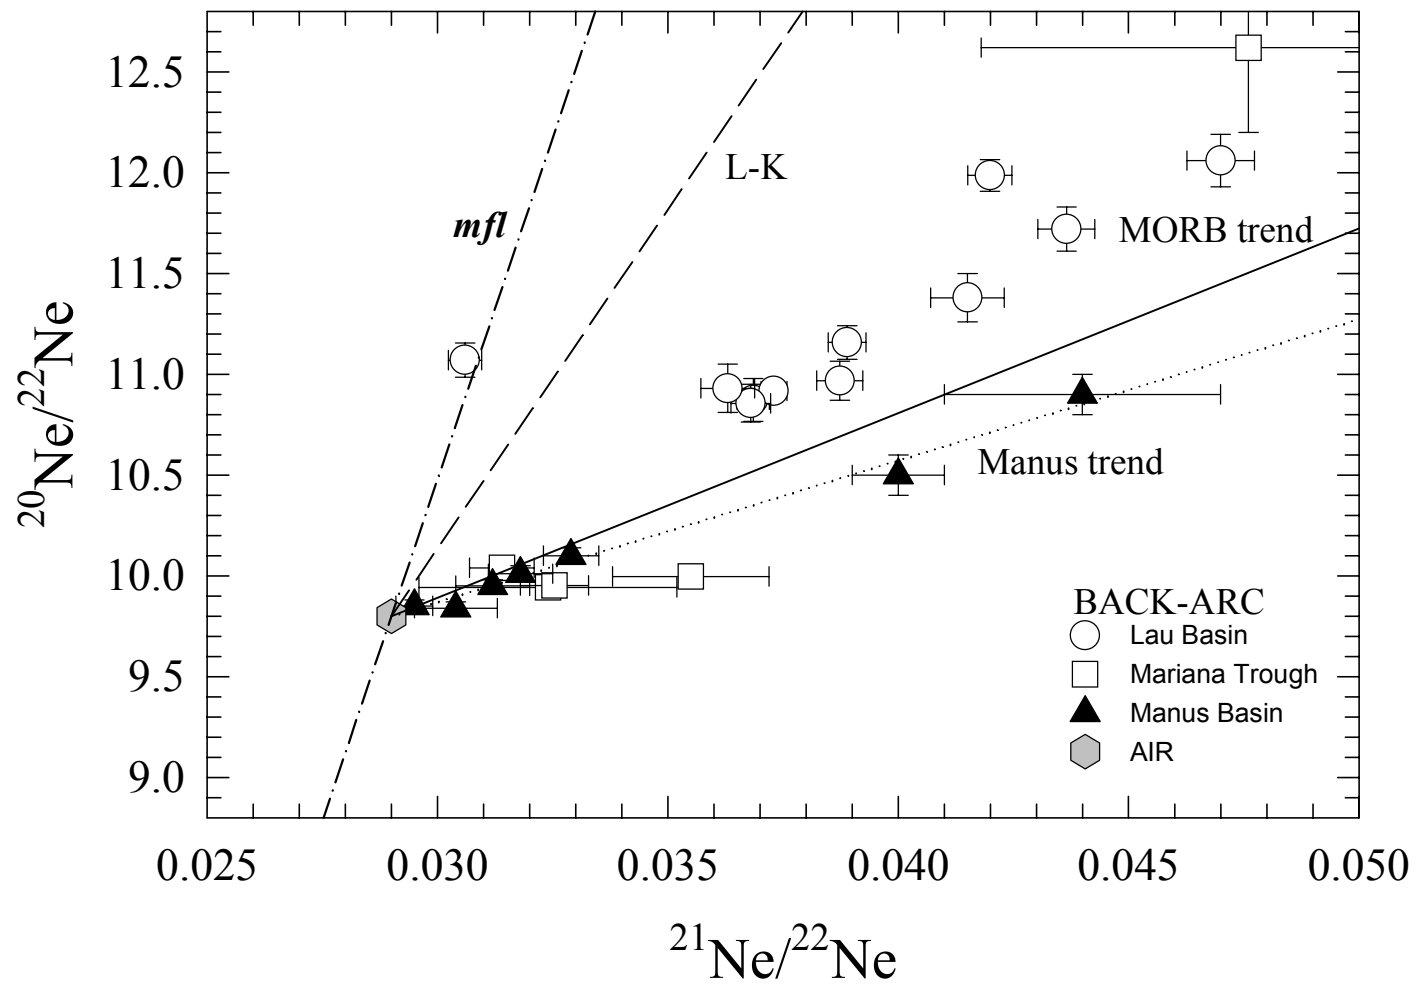 12.5
12.0
11.5
11.0
10.5
10.0
9.5
9.0
20Ne/22Ne
mfl
L-K
MORB trend
Manus trend
BACK-ARC
Lau Basin
Mariana Trough
Manus Basin
AIR
0.025 0.030 0.035 0.040 0.045 0.050
21Ne/22Ne